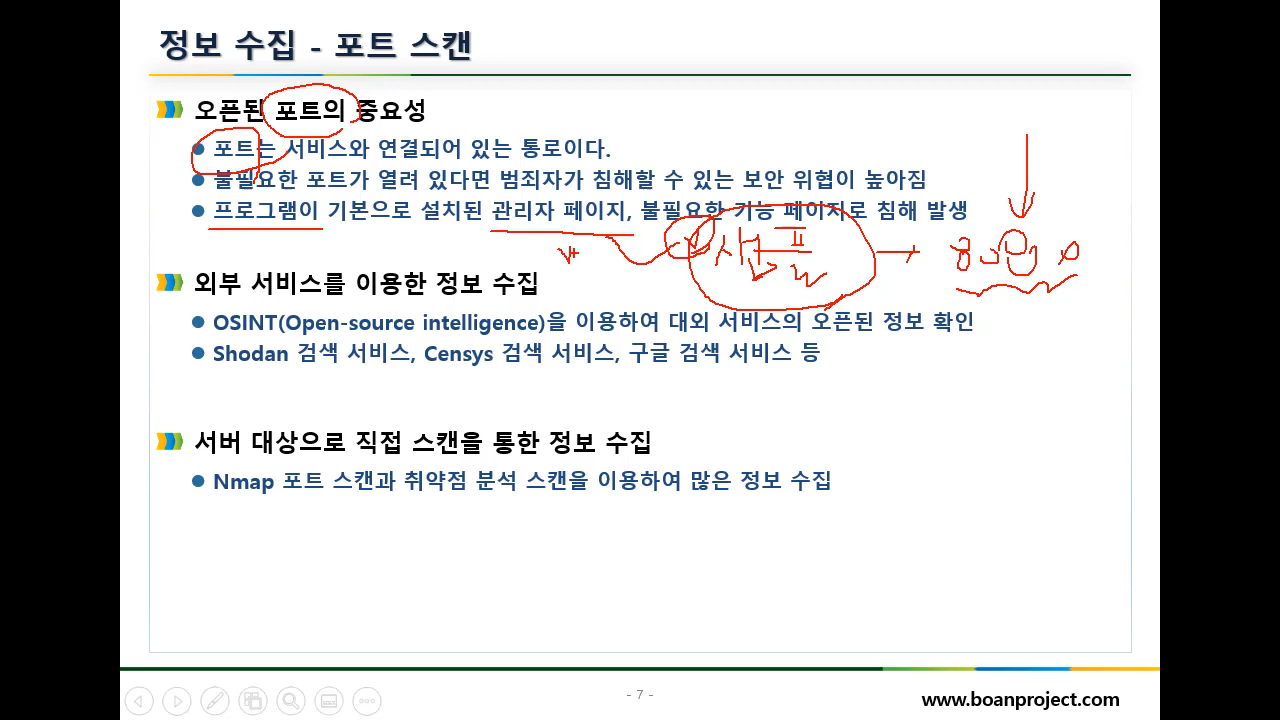 정보 수집 - 포트 스캔
오픈된 포트의 중요성
포트는 서비스와 연결되어 있는 통로이다.
불필요한 포트가 열려 있다면 범죄자가 침해할 수 있는 보안 위협이 높아짐
프로그램이 기본으로 설치된 관리자 페이지, 불필요한 기능 페이지로 침해 발생
외부 서비스를 이용한 정보 수집
OSINT(Open-source intelligence)을 이용하여 대외 서비스의 오픈된 정보 확인
Shodan 검색 서비스, Censys 검색 서비스, 구글 검색 서비스 등
서버 대상으로 직접 스캔을 통한 정보 수집
Nmap 포트 스캔과 취약점 분석 스캔을 이용하여 많은 정보 수집
- 7 -
www.boanproject.com